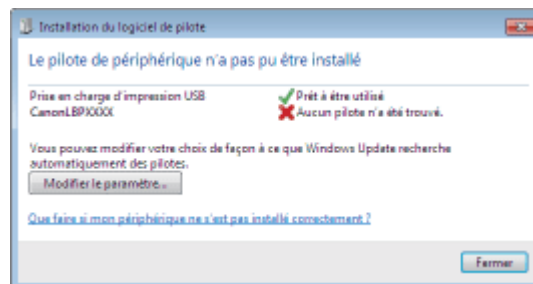 Installation du logiciel de pilote
Le pilote de périphérique n'a pas pu être installé
Prise en charge d'impression USB Prêt à être utilisé
CanonLBPXXXX Aucun pilote n'a été trouvé.
Vous pouvez modifier votre choix de façon à ce que Windows Update recherche
automatiquement des pilotes.
Modifier le paramètre...
Que faire si mon périphérique ne s'est pas installé correctement ?
Fermer